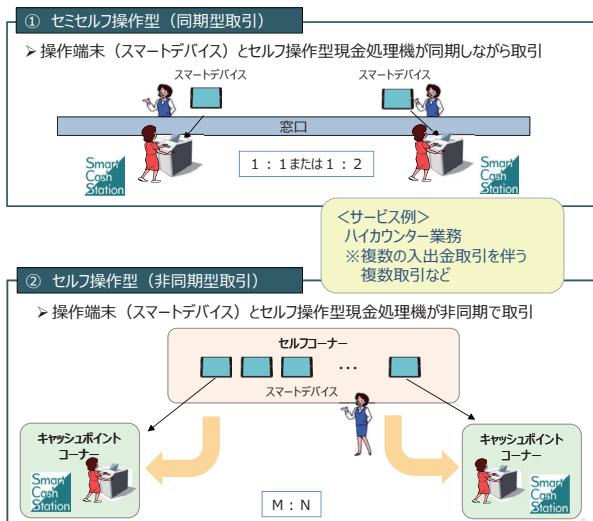 ① セミセルフ操作型（同期型取引）
➢操作端末（スマートデバイス）とセルフ操作型現金処理機が同期しながら取引
スマートデバイス
スマートデバイス
窓口
Smart
Cash
Station
1：1または1：2
Smart
Cash
Station
＜サービス例＞
ハイカウンター業務
※複数の入出金取引を伴う
複数取引など
② セルフ操作型（非同期型取引）
➢操作端末（スマートデバイス）とセルフ操作型現金処理機が非同期で取引
セルフコーナー
…
スマートデバイス
キャッシュポイント
コーナー
Smart
Cash
Station
キャッシュポイント
コーナー
Smart
Cash
Station
M：N